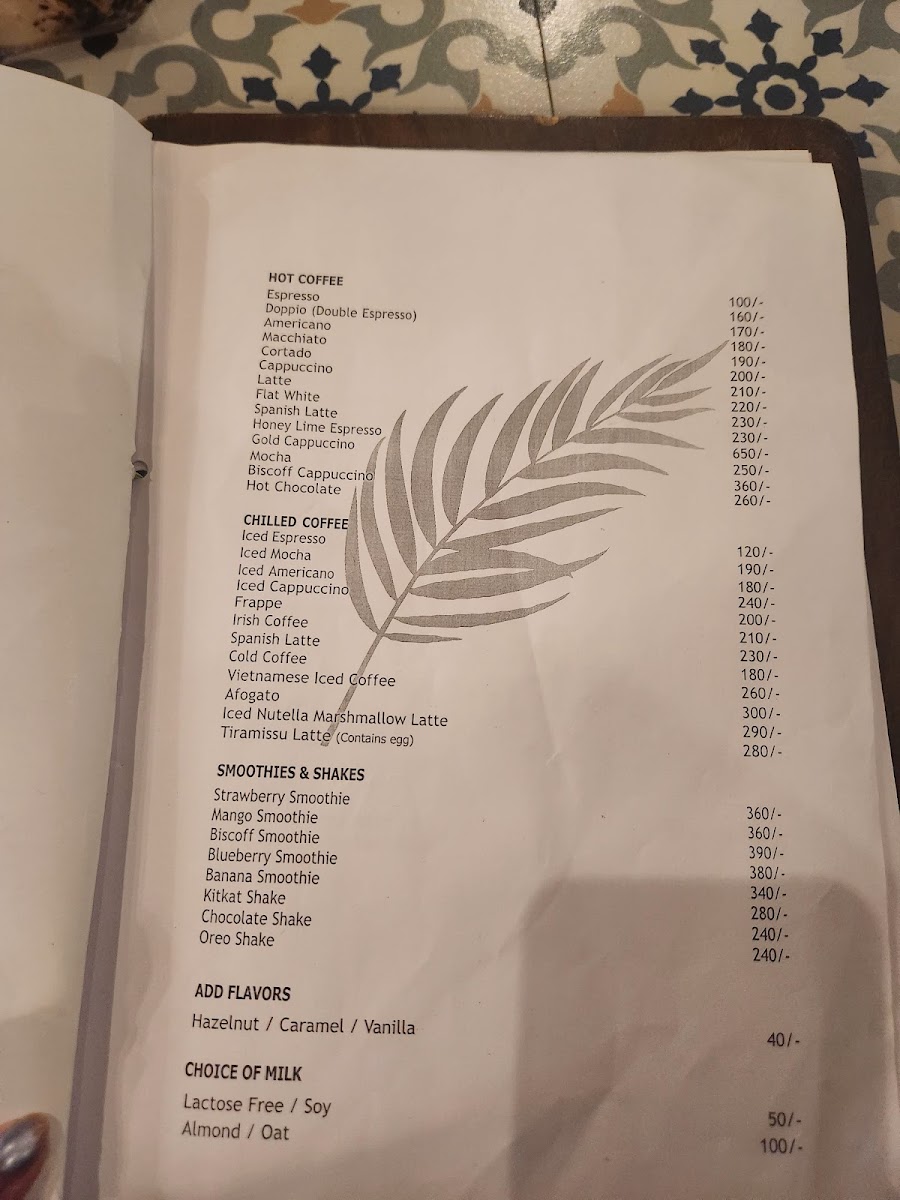 HOT COFFEE
Espresso 100/-
Doppio (Double Espresso) 160/-
Americano 170/-
Macchiato 180/-
Cortado 190/-
Cappuccino 200/-
Latte 210/-
Flat White 220/-
Spanish Latte 230/-
Honey Lime Espresso 230/-
Gold Cappuccino 650/-
Mocha 250/-
Biscoff Cappuccino 360/-
Hot Chocolate 260/-
CHILLED COFFEE
Iced Espresso 120/-
Iced Mocha 190/-
Iced Americano 180/-
Iced Cappuccino 240/-
Frappe 200/-
Irish Coffee 210/-
Spanish Latte 230/-
Cold Coffee 180/-
Vietnamese Iced Coffee 260/-
Afogato 300/-
Iced Nutella Marshmallow Latte 290/-
Tiramissu Latte (Contains egg) 280/-
SMOOTHIES & SHAKES
Strawberry Smoothie 360/-
Mango Smoothie 360/-
Biscoff Smoothie 390/-
Blueberry Smoothie 380/-
Banana Smoothie 340/-
Kitkat Shake 280/-
Chocolate Shake 240/-
Oreo Shake 240/-
ADD FLAVORS
Hazelnut / Caramel / Vanilla 40/-
CHOICE OF MILK
Lactose Free / Soy 50/-
Almond / Oat 100/-